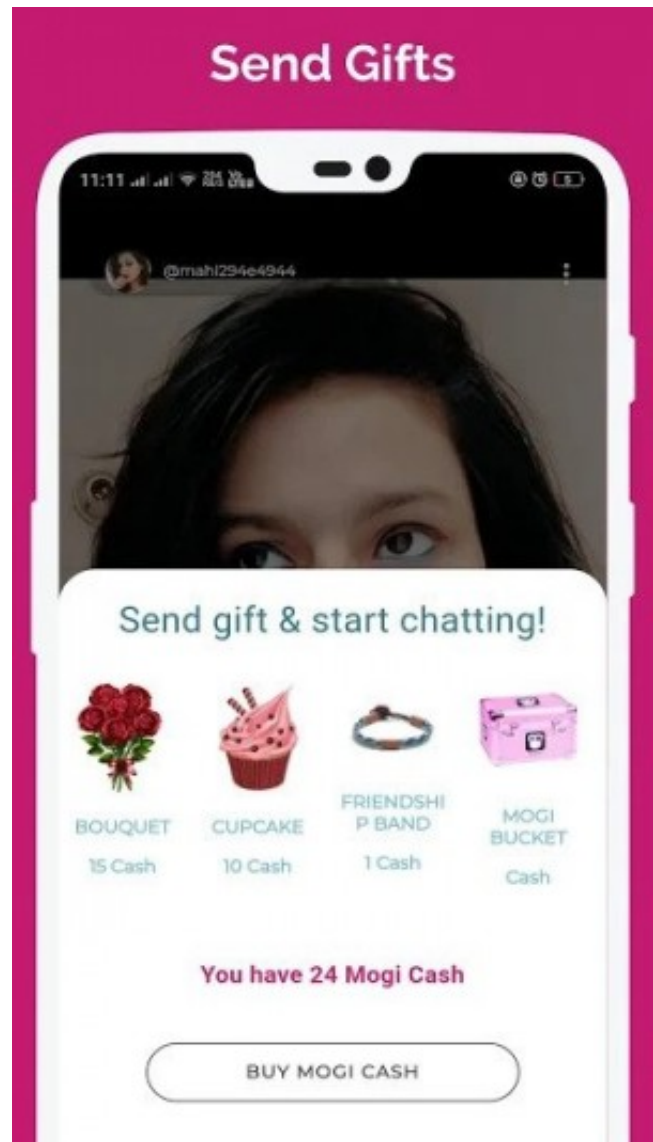 Send Gifts
11:11
@mahi294e4944
Send gift & start chatting!
BOUQUET
15 Cash
CUPCAKE
10 Cash
FRIENDSHI
P BAND
1 Cash
MOGI
BUCKET
Cash
You have 24 Mogi Cash
BUY MOGI CASH